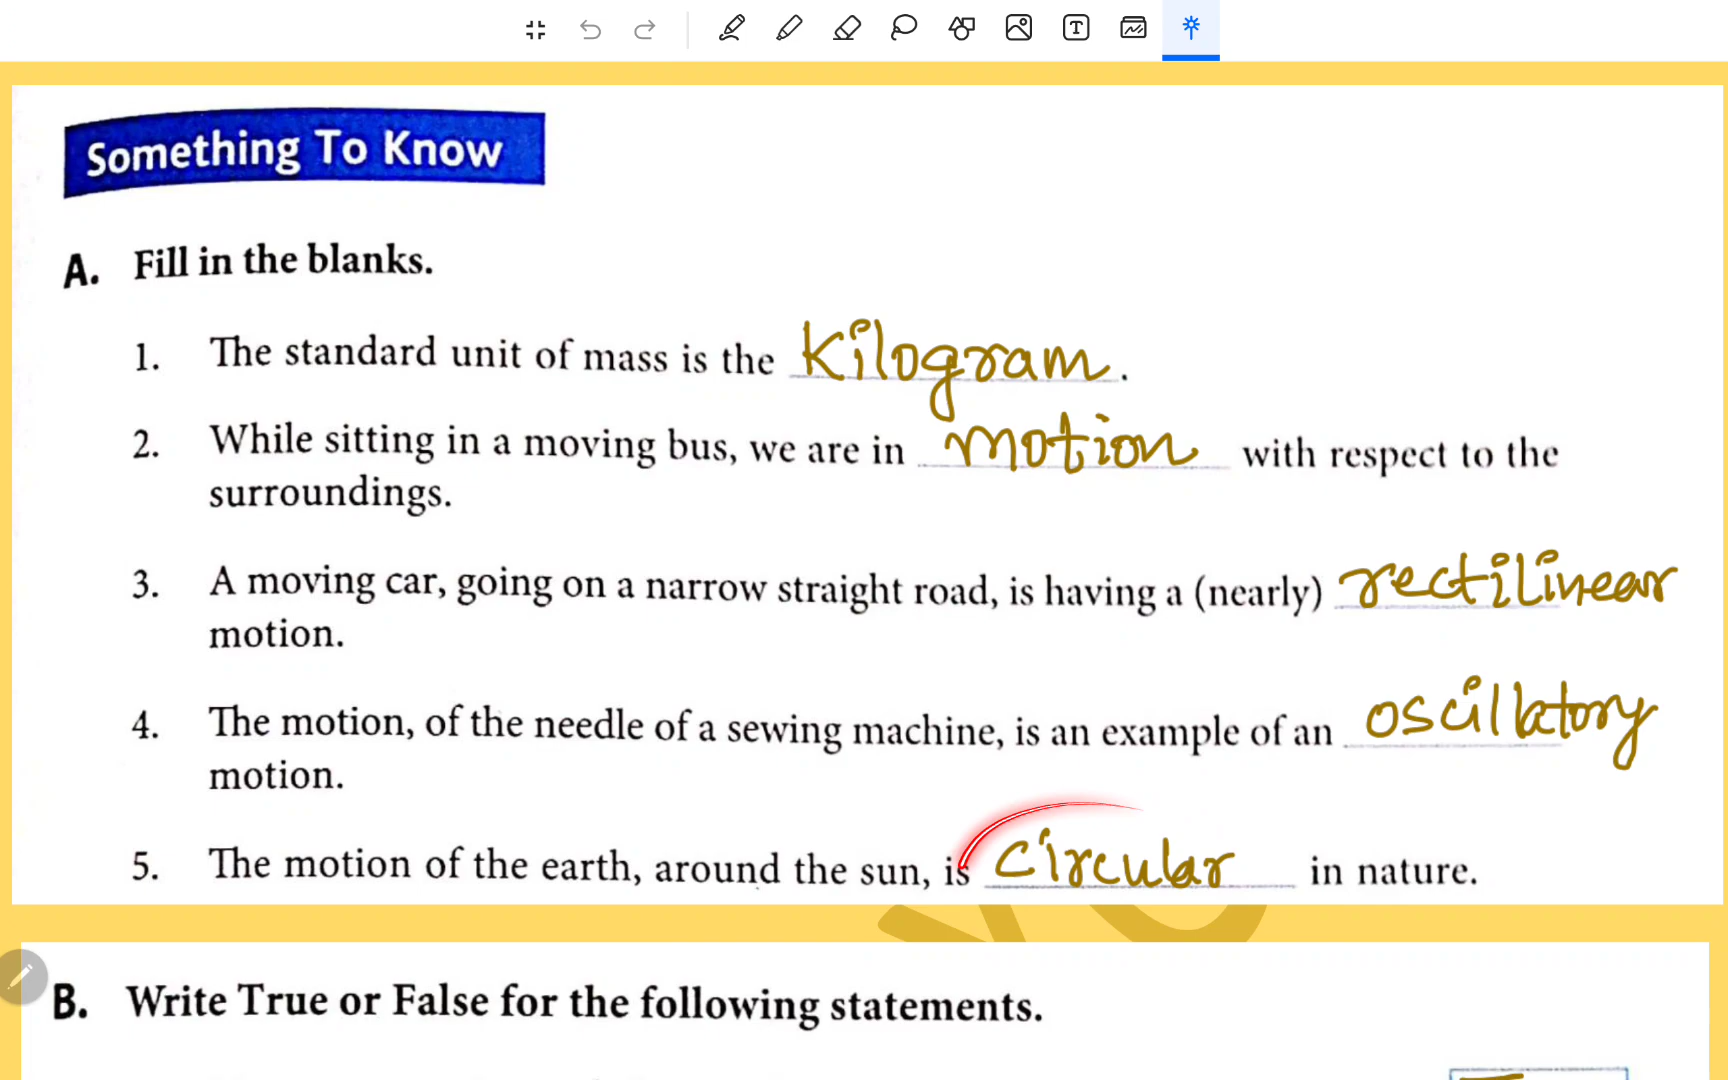 Something To Know
A. Fill in the blanks.
1. The standard unit of mass is the Kilogram.
2. While sitting in a moving bus, we are in motion with respect to the
surroundings.
3. A moving car, going on a narrow straight road, is having a (nearly) rectilinear
motion.
4. The motion, of the needle of a sewing machine, is an example of an oscillatory
motion.
5. The motion of the earth, around the sun, is circular in nature.
B. Write True or False for the following statements.